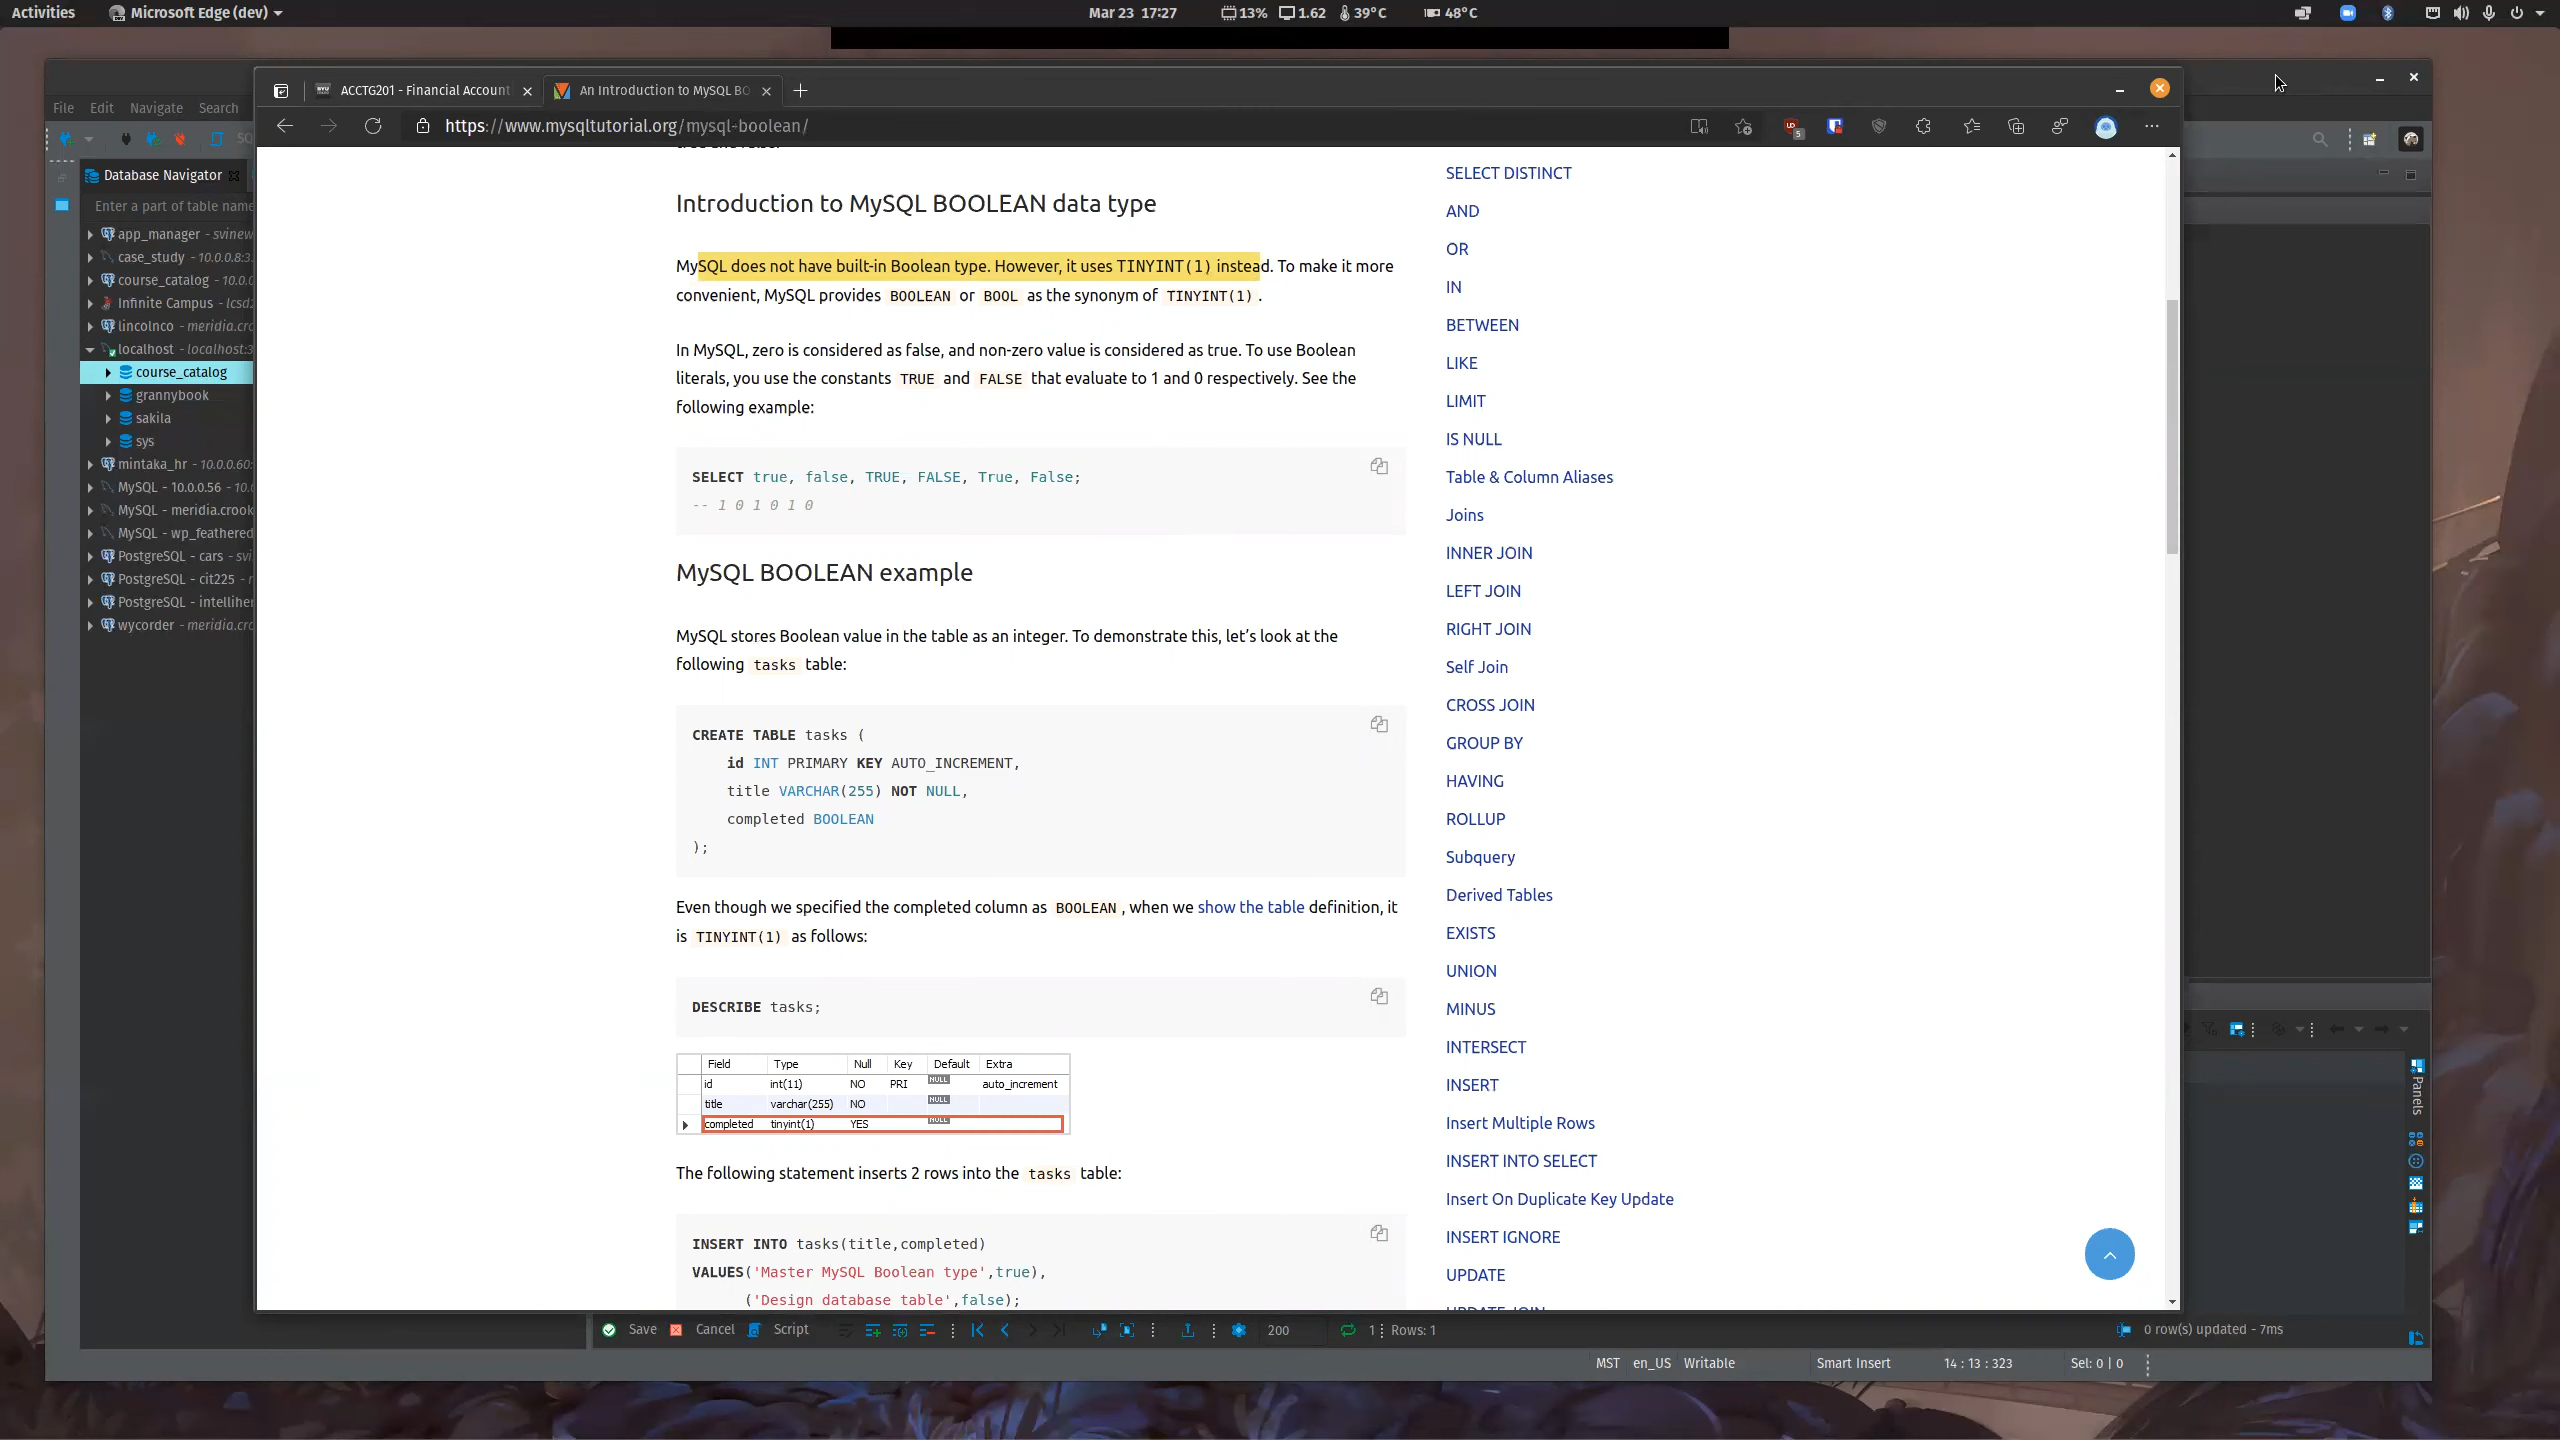 Activities
Microsoft Edge (dev)
Mar 23 17:27
13%
1.62
39°C
48°C
File Edit Navigate Search
ACCTG201 - Financial Account
An Introduction to MySQL BO
https://www.mysqltutorial.org/mysql-boolean/
Database Navigator
Enter a part of table name
app_manager - svinew
case_study - 10.0.0.8:3
course_catalog - 10.0.0
Infinite Campus - lcsd2
lincolnco - meridia.cro
localhost - localhost:3
course_catalog
grannybook
sakila
sys
mintaka_hr - 10.0.0.60:
MySQL - 10.0.0.56 - 10.0
MySQL - meridia.crook
MySQL - wp_feathered
PostgreSQL - cars - svi
PostgreSQL - cit225 - r
PostgreSQL - intellihe
wycorder - meridia.cro
Introduction to MySQL BOOLEAN data type
MySQL does not have built-in Boolean type. However, it uses TINYINT(1) instead. To make it more
convenient, MySQL provides BOOLEAN or BOOL as the synonym of TINYINT(1).
In MySQL, zero is considered as false, and non-zero value is considered as true. To use Boolean
literals, you use the constants TRUE and FALSE that evaluate to 1 and 0 respectively. See the
following example:
SELECT true, false, TRUE, FALSE, True, False;
-- 1 0 1 0 1 0
MySQL BOOLEAN example
MySQL stores Boolean value in the table as an integer. To demonstrate this, let’s look at the
following tasks table:
CREATE TABLE tasks (
id INT PRIMARY KEY AUTO_INCREMENT,
title VARCHAR(255) NOT NULL,
completed BOOLEAN
);
Even though we specified the completed column as BOOLEAN, when we show the table definition, it
is TINYINT(1) as follows:
DESCRIBE tasks;
Field Type Null Key Default Extra
id int(11) NO PRI NULL auto_increment
title varchar(255) NO NULL
completed tinyint(1) YES NULL
The following statement inserts 2 rows into the tasks table:
INSERT INTO tasks(title,completed)
VALUES('Master MySQL Boolean type',true),
('Design database table',false);
SELECT DISTINCT
AND
OR
IN
BETWEEN
LIKE
LIMIT
IS NULL
Table & Column Aliases
Joins
INNER JOIN
LEFT JOIN
RIGHT JOIN
Self Join
CROSS JOIN
GROUP BY
HAVING
ROLLUP
Subquery
Derived Tables
EXISTS
UNION
MINUS
INTERSECT
INSERT
Insert Multiple Rows
INSERT INTO SELECT
Insert On Duplicate Key Update
INSERT IGNORE
UPDATE
UPDATE JOIN
Panels
Save Cancel Script
200
1
Rows: 1
0 row(s) updated - 7ms
MST en_US Writable Smart Insert 14 : 13 : 323 Sel: 0 | 0